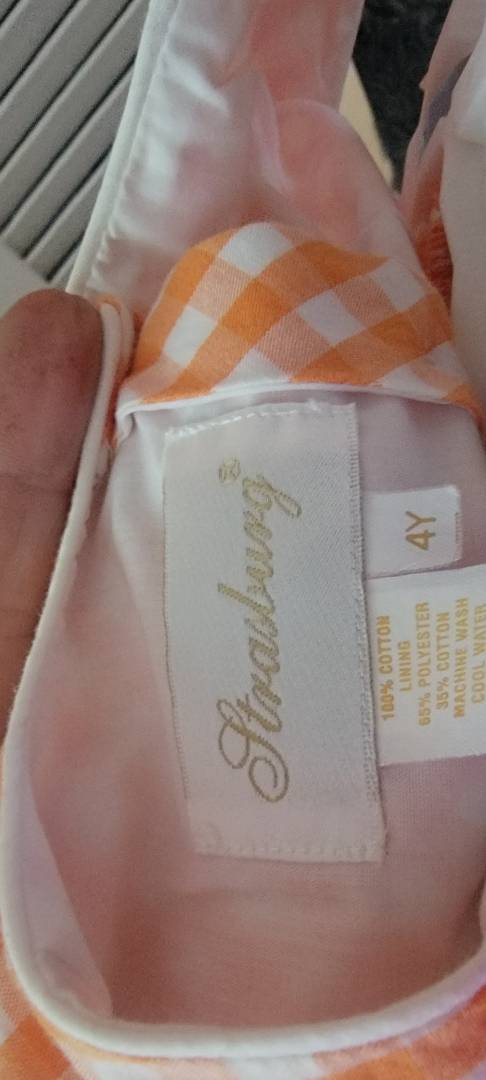 Strasburg®
4Y
100% COTTON
LINING
65% POLYESTER
35% COTTON
MACHINE WASH
COOL WATER